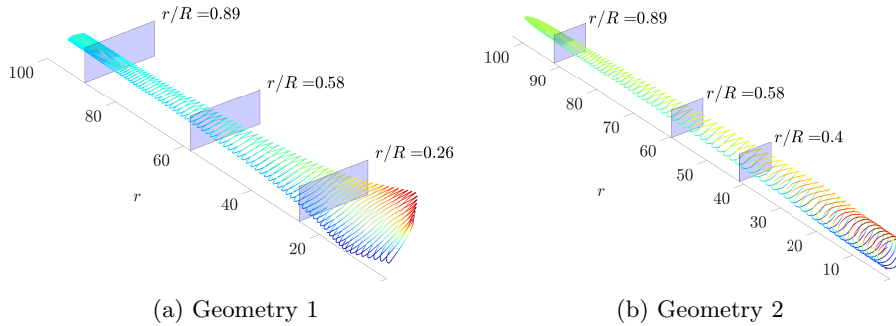 r/R =0.89
r/R =0.58
r/R =0.26
100
80
60
40
20
r
(a) Geometry 1
r/R =0.89
r/R =0.58
r/R =0.4
100
90
80
70
60
50
40
30
20
10
r
(b) Geometry 2